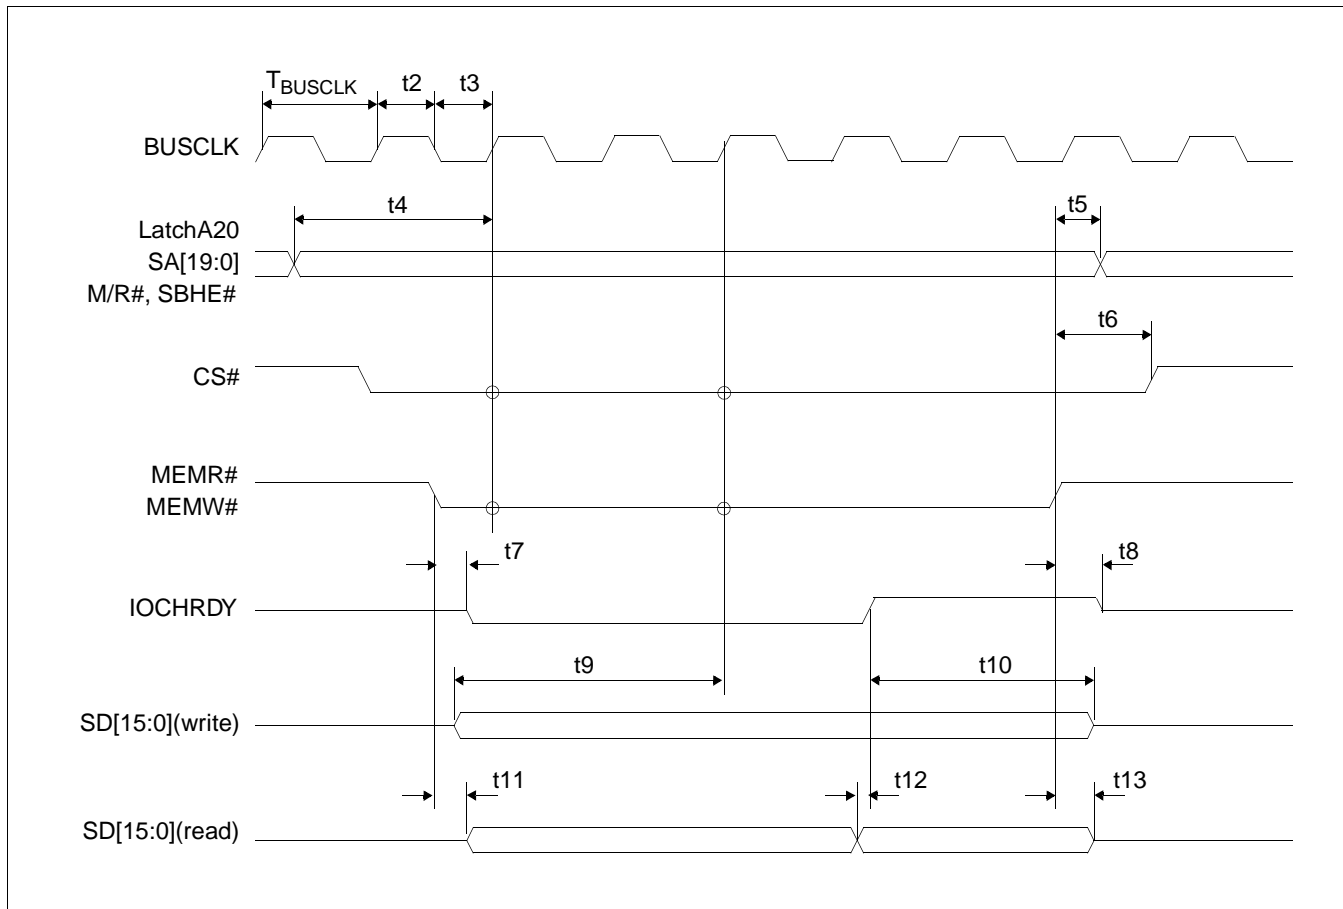 TBUSCLK t2 t3
BUSCLK
t4 t5
LatchA20
SA[19:0]
M/R#, SBHE#
t6
CS#
MEMR#
MEMW#
t7 t8
IOCHRDY
t9 t10
SD[15:0](write)
t11 t12 t13
SD[15:0](read)